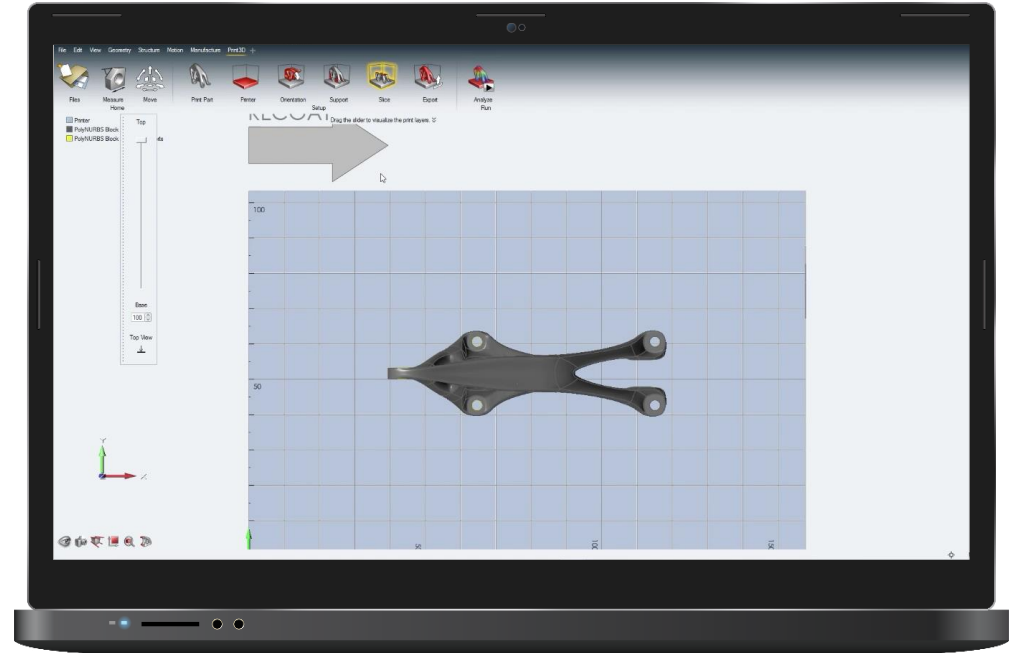 File Edit View Geometry Structure Motion Manufacture Print3D +
Files Measure Move Print Part Printer Orientation Support Slice Export Analyze
Home Setup Run
Printer
PolyNURBS Block
PolyNURBS Block
Top
Drag the slider to visualize the print layers.
100
50
Base
100
Top View
Y
X
50
100
150